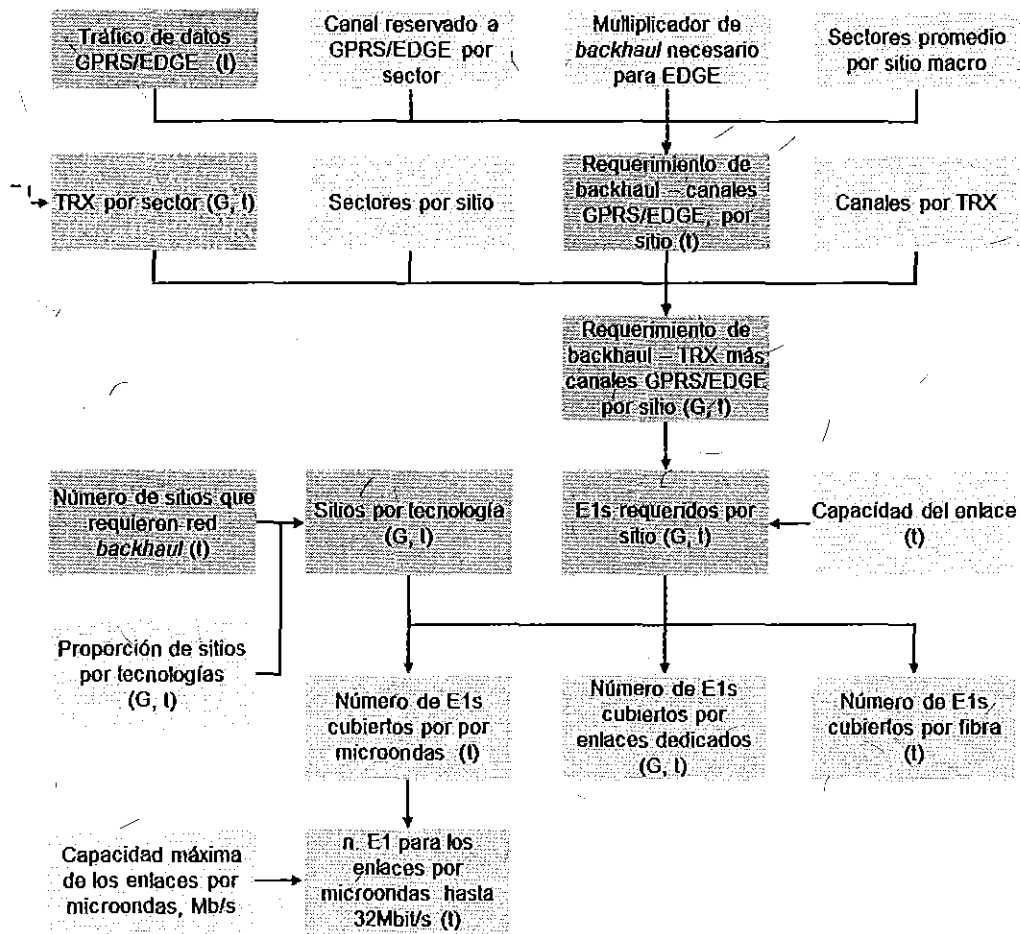 Tráfico de datos
GPRS/EDGE (t)
Canal reservado a
GPRS/EDGE por
sector
Multiplicador de
backhaul necesario
para EDGE
Sectores promedio
por sitio macro
TRX por sector (G, t)
Sectores por sitio
Requerimiento de
backhaul – canales
GPRS/EDGE, por
sitio (t)
Canales por TRX
Requerimiento de
backhaul – TRX más
canales GPRS/EDGE
por sitio (G, t)
Número de sitios que
requieren red
backhaul (t)
Sitios por tecnología
(G, t)
E1s requeridos por
sitio (G, t)
Capacidad del enlace
(t)
Proporción de sitios
por tecnologías
(G, t)
Número de E1s
cubiertos por por
microondas (t)
Número de E1s
cubiertos por
enlaces dedicados
(G, t)
Número de E1s
cubiertos por fibra
(t)
Capacidad máxima
de los enlaces por
microondas, Mb/s
n. E1 para los
enlaces por
microondas hasta
32Mbit/s (t)